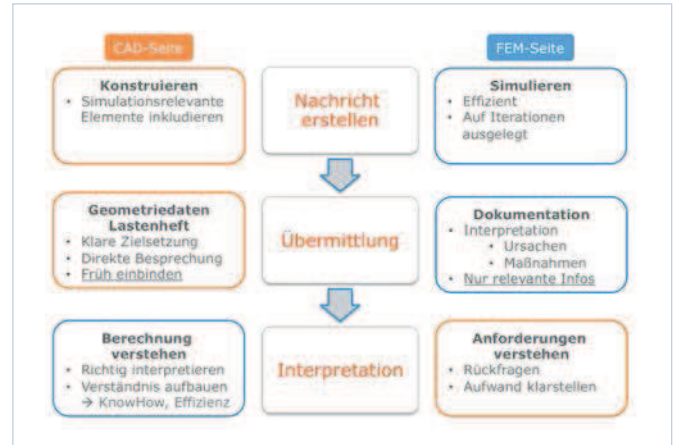 CAD-Seite
FEM-Seite
Konstruieren
• Simulationsrelevante
Elemente inkludieren
Nachricht
erstellen
Simulieren
• Effizient
• Auf Iterationen
ausgelegt
Geometriedaten
Lastenheft
• Klare Zielsetzung
• Direkte Besprechung
• Früh einbinden
Übermittlung
Dokumentation
• Interpretation
• Ursachen
• Maßnahmen
• Nur relevante Infos
Berechnung
verstehen
• Richtig interpretieren
• Verständnis aufbauen
→ KnowHow, Effizienz
Interpretation
Anforderungen
verstehen
• Rückfragen
• Aufwand klarstellen